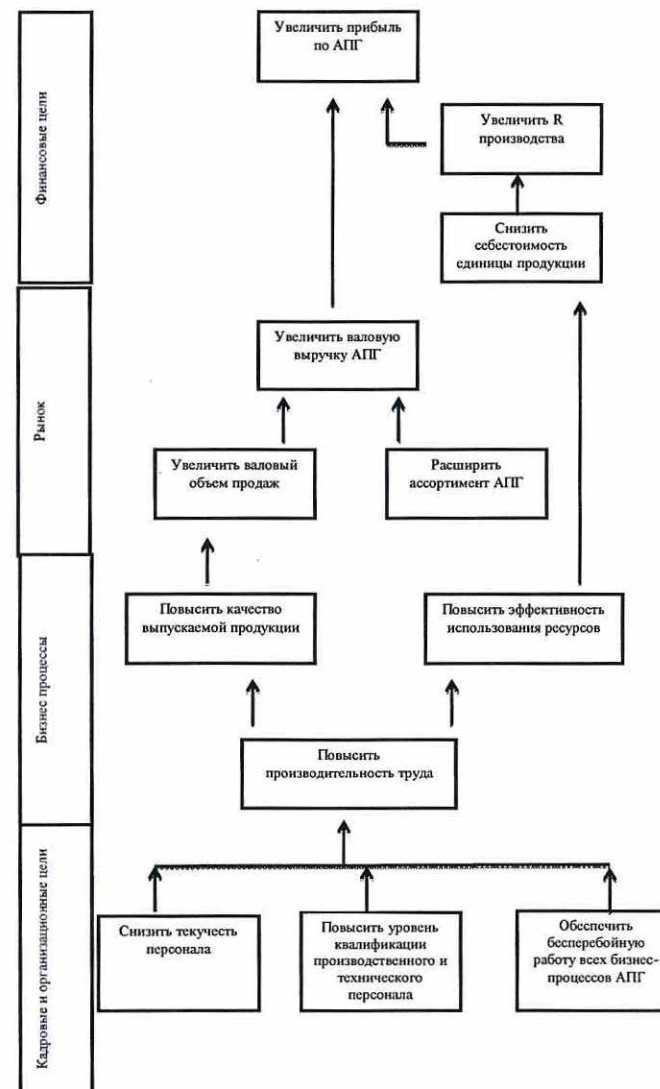 Увеличить прибыль
по АПГ
Финансовые цели
Увеличить R
производства
Снизить
себестоимость
единицы продукции
Рынок
Увеличить валовую
выручку АПГ
Увеличить валовый
объем продаж
Расширить
ассортимент АПГ
Бизнес процессы
Повысить качество
выпускаемой продукции
Повысить эффективность
использования ресурсов
Повысить
производительность труда
Кадровые и организационные цели
Снизить текучесть
персонала
Повысить уровень
квалификации
производственного и
технического
персонала
Обеспечить
бесперебойную
работу всех бизнес-
процессов АПГ